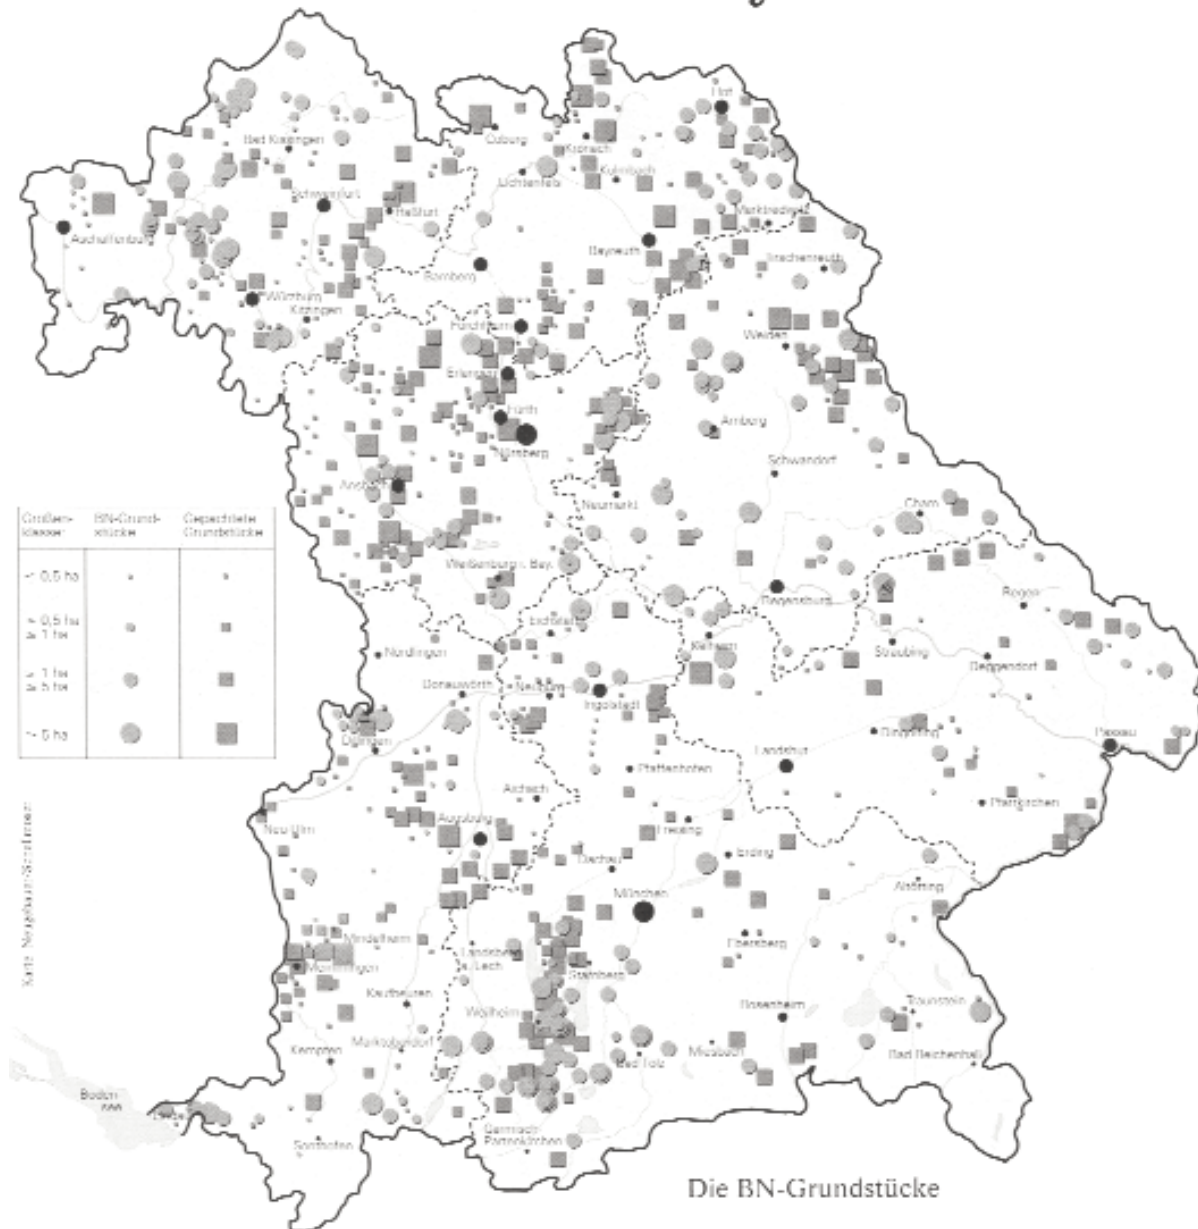 Hof
Coburg
Kronach
Bad Kissingen
Lichtenfels
Kulmbach
Schweinfurt
Haßfurt
Marktredwitz
Aschaffenburg
Bayreuth
Tirschenreuth
Bamberg
Würzburg
Kitzingen
Forchheim
Weiden
Erlangen
Fürth
Amberg
Nürnberg
Schwandorf
Ansbach
Neumarkt
Cham
Größen-
klasse
BN-Grund-
stücke
Gepachtete
Grundstücke
< 0,5 ha
> 0,5 ha
1 ha
5 ha
> 5 ha
Weißenburg i. Bay.
Regensburg
Regen
Eichstätt
Kelheim
Straubing
Deggendorf
Nördlingen
Donauwörth
Neuburg
Ingolstadt
Dingolfing
Passau
Dillingen
Landshut
Pfaffenhofen
Aichach
Pfarrkirchen
Neu-Ulm
Augsburg
Freising
Erding
Dachau
Altötting
München
Mindelheim
Ebersberg
Landsberg
a. Lech
Memmingen
Starnberg
Kaufbeuren
Weilheim
Rosenheim
Traunstein
Kempten
Marktoberdorf
Bad Tölz
Miesbach
Bad Reichenhall
Boden-
see
Garmisch-
Partenkirchen
Sonthofen
Die BN-Grundstücke